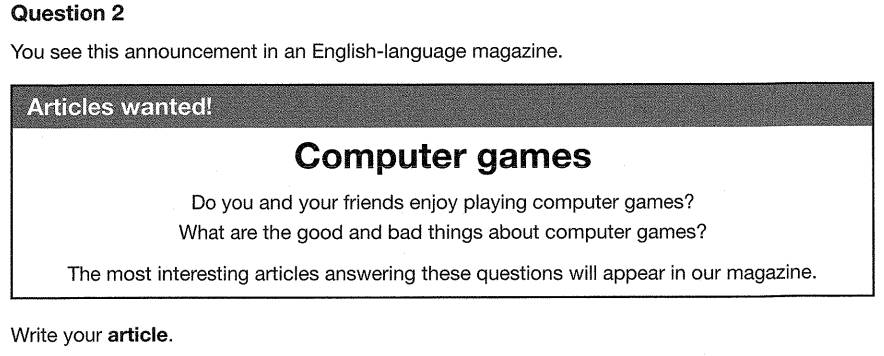 Question 2
You see this announcement in an English-language magazine.
Articles wanted!
Computer games
Do you and your friends enjoy playing computer games?
What are the good and bad things about computer games?
The most interesting articles answering these questions will appear in our magazine.
Write your article.